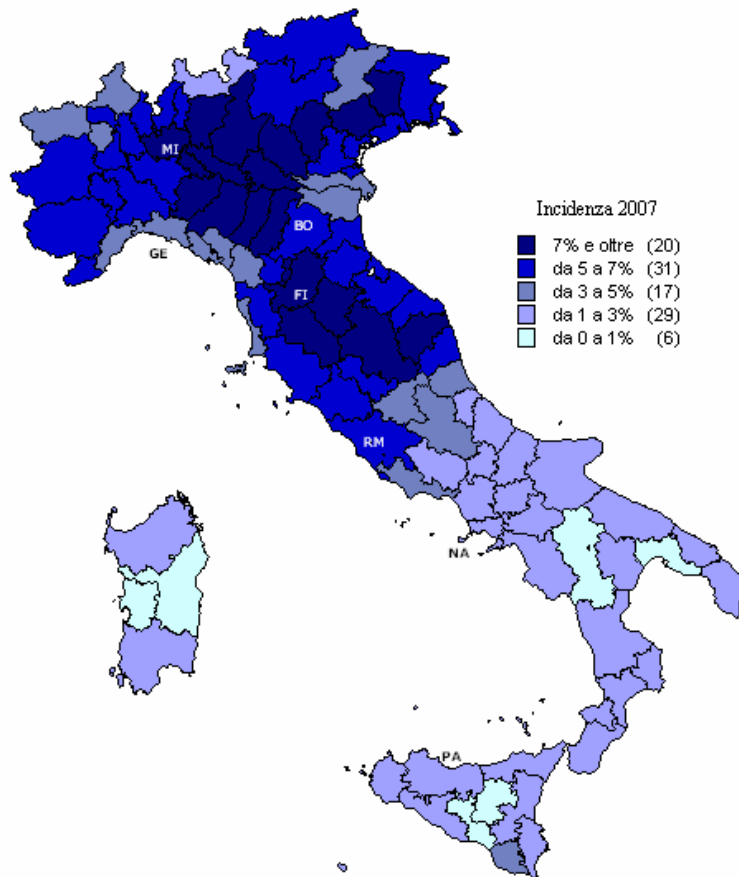 MI
Incidenza 2007
BO
7% e oltre (20)
GE
da 5 a 7% (31)
FI
da 3 a 5% (17)
da 1 a 3% (29)
da 0 a 1% (6)
RM
NA
PA